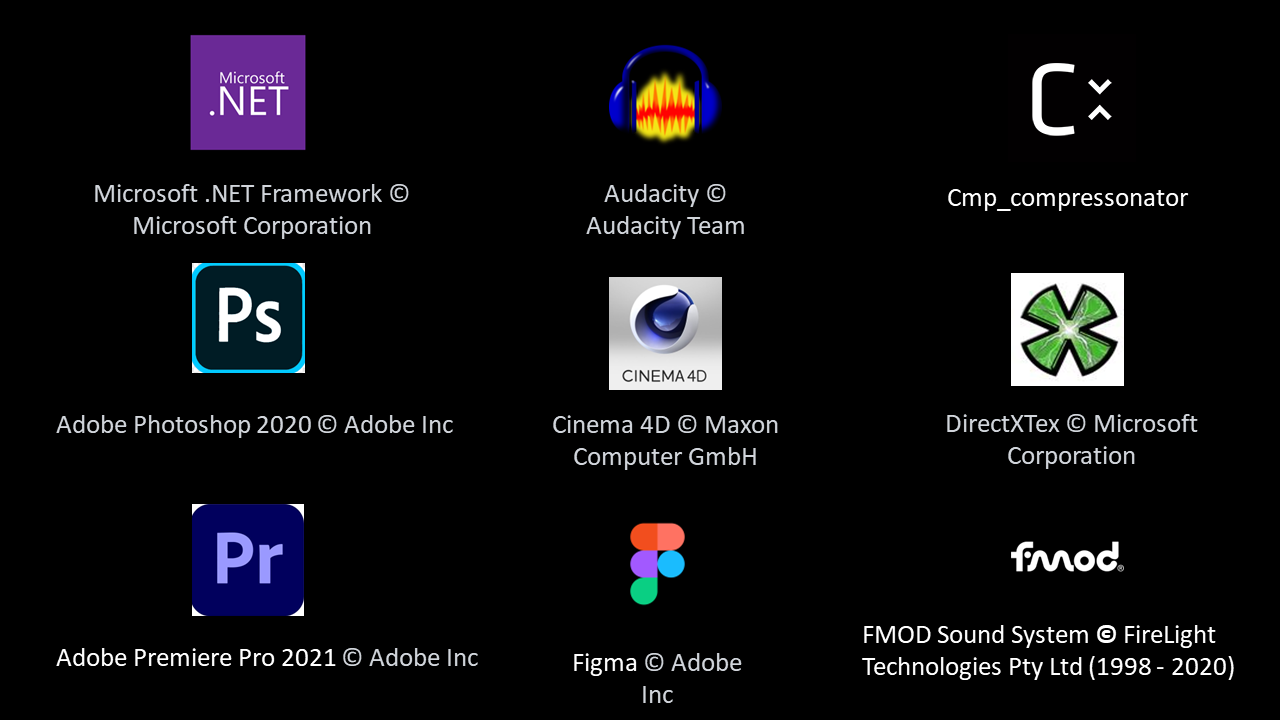 Microsoft
.NET
Microsoft .NET Framework ©
Microsoft Corporation
Audacity ©
Audacity Team
C
Cmp_compressonator
Ps
Adobe Photoshop 2020 © Adobe Inc
CINEMA 4D
Cinema 4D © Maxon
Computer GmbH
DirectXTex © Microsoft
Corporation
Pr
Adobe Premiere Pro 2021 © Adobe Inc
Figma © Adobe
Inc
fmod®
FMOD Sound System © FireLight
Technologies Pty Ltd (1998 - 2020)